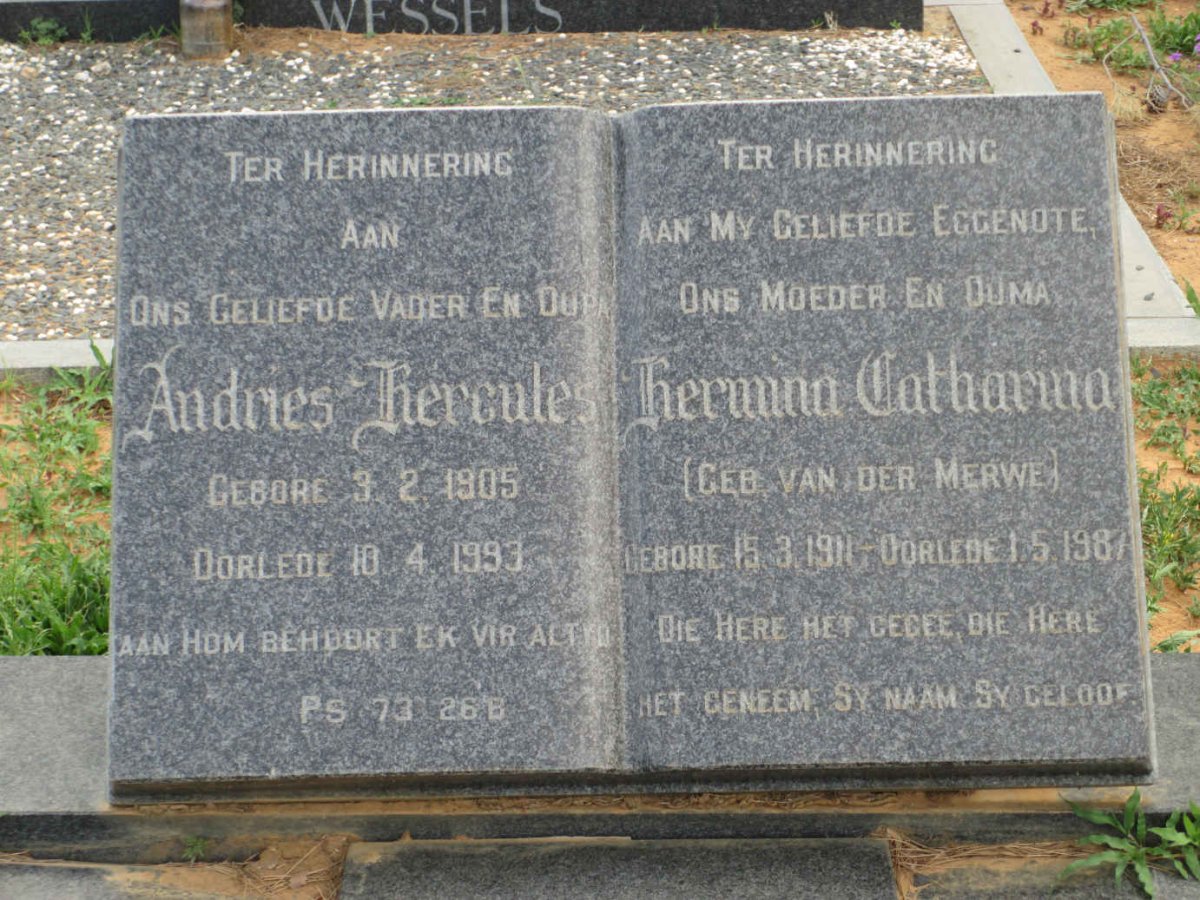 WESSELS
TER HERINNERING
AAN
ONS GELIEFDE VADER EN OUPA
Andries Hercules
GEBORE 3. 2. 1905
OORLEDE 10 4 1993
AAN HOM BEHOORT EK VIR ALTYD
PS 73 26 B
TER HERINNERING
AAN MY GELIEFDE EGGENOTE,
ONS MOEDER EN OUMA
Hermina Catharina
(GEB. VAN DER MERWE)
GEBORE 15.3.1911 - OORLEDE 1.5.1987
DIE HERE HET GEGEE, DIE HERE
HET GENEEM, SY NAAM SY GELOOF